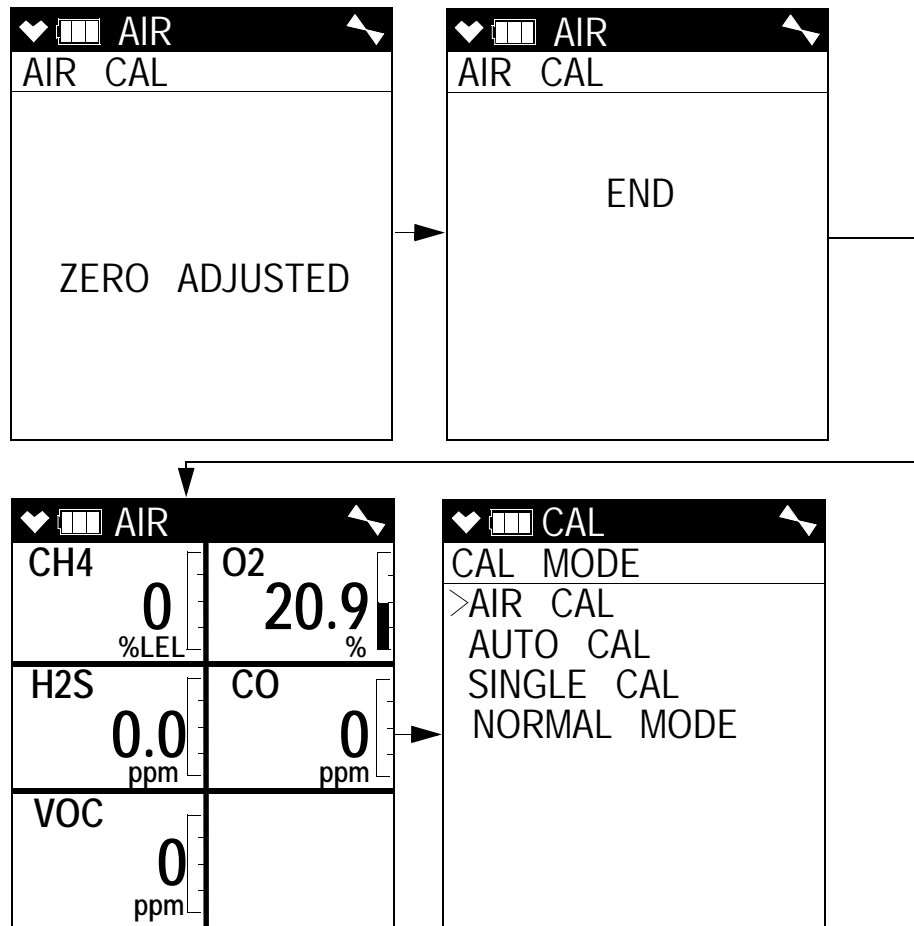 AIR
AIR CAL
ZERO ADJUSTED
AIR
AIR CAL
END
AIR
CH4
0
%LEL
O2
20.9
%
H2S
0.0
ppm
CO
0
ppm
VOC
0
ppm
CAL
CAL MODE
>AIR CAL
AUTO CAL
SINGLE CAL
NORMAL MODE